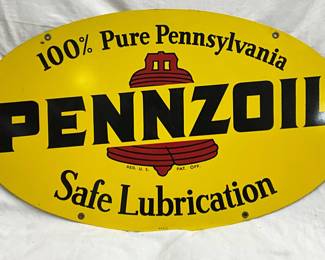 100% Pure Pennsylvania
PENNZOIL
REG. U. S. PAT. OFF.
Safe Lubrication